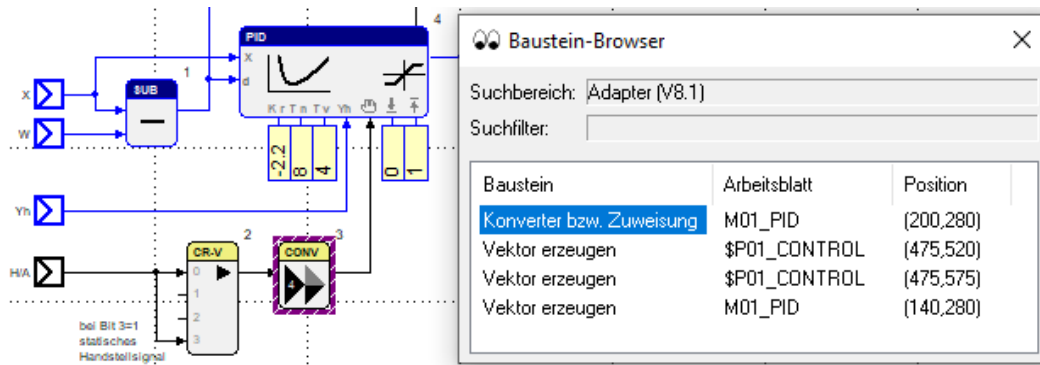 4
PID
X
d
1
SUB
X
W
Kr Tn Tv Yh
-2.2
8
4
0
1
Yh
2
3
CR-V
CONV
H/A
0
1
2
3
4
bei Bit 3=1
statisches
Handstellsignal
Baustein-Browser
Suchbereich: Adapter (V8.1)
Suchfilter:
Baustein Arbeitsblatt Position
Konverter bzw. Zuweisung M01_PID (200,280)
Vektor erzeugen $P01_CONTROL (475,520)
Vektor erzeugen $P01_CONTROL (475,575)
Vektor erzeugen M01_PID (140,280)